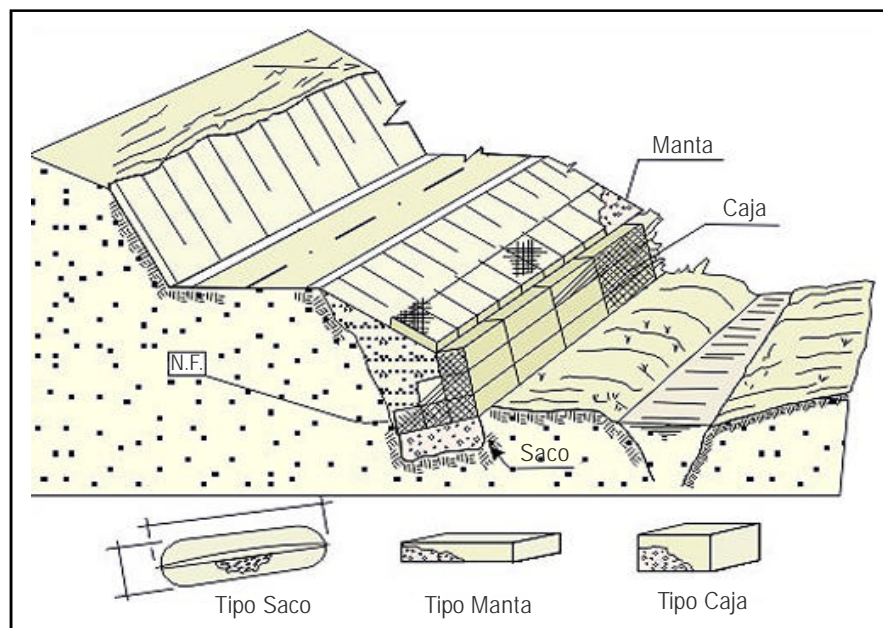 Manta
Caja
N.F.
Saco
Tipo Saco
Tipo Manta
Tipo Caja